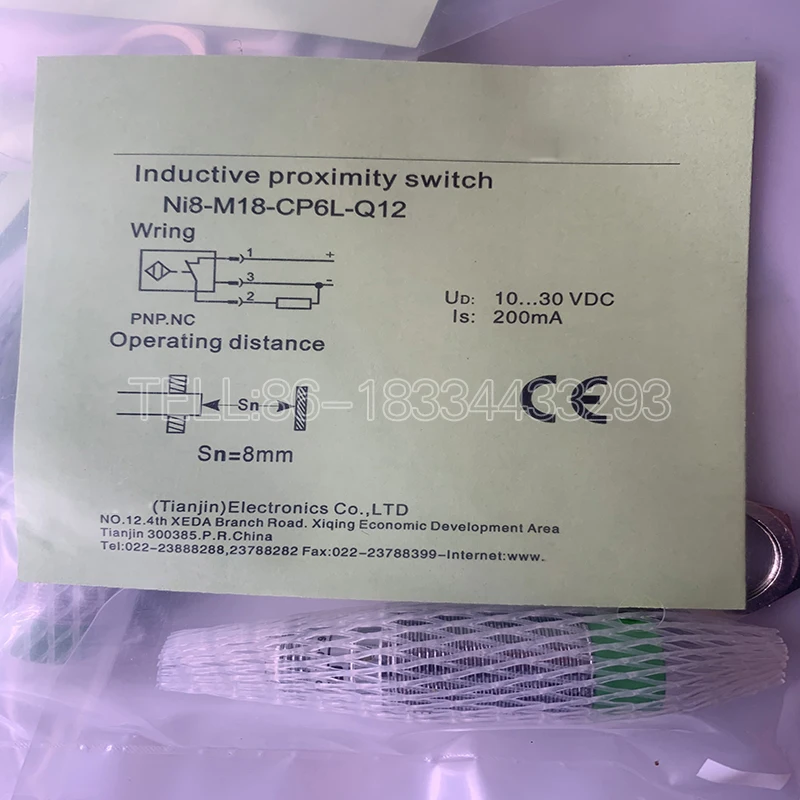 Inductive proximity switch
Ni8-M18-CP6L-Q12
Wring
1 +
3 -
2
PNP.NC
UD: 10...30 VDC
Is: 200mA
Operating distance
Sn
TELL:86-18334433293
CE
Sn=8mm
(Tianjin)Electronics Co.,LTD
NO.12.4th XEDA Branch Road. Xiqing Economic Development Area
Tianjin 300385.P.R.China
Tel:022-23888288,23788282 Fax:022-23788399-Internet:www.